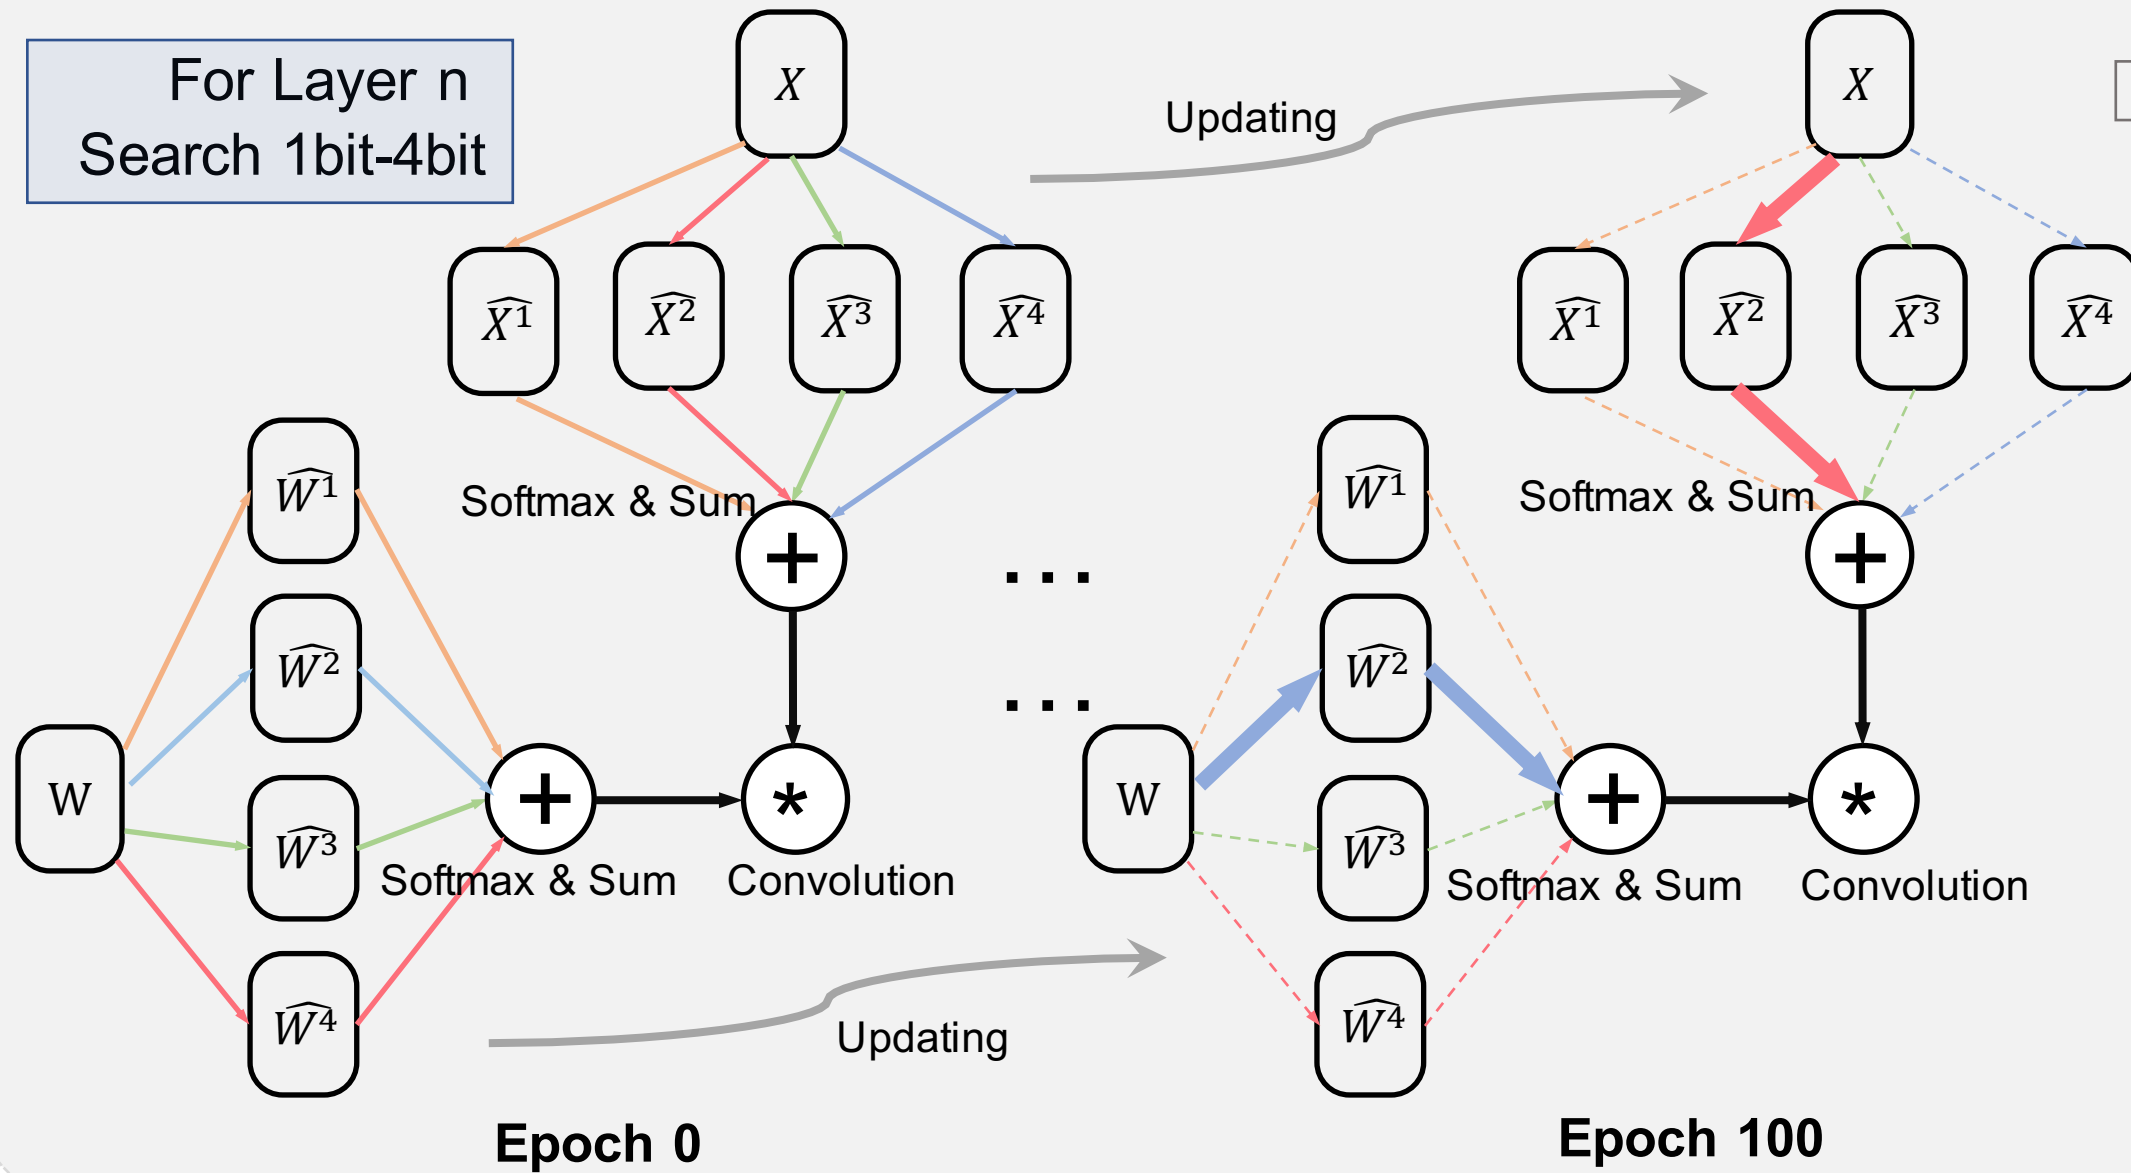 For Layer n
Search 1bit-4bit
X
Updating
X
X̂¹ X̂² X̂³ X̂⁴
X̂¹ X̂² X̂³ X̂⁴
Softmax & Sum
+
Softmax & Sum
+
Ŵ¹
Ŵ²
Ŵ³
Ŵ⁴
W
+
Softmax & Sum
*
Convolution
...
...
Ŵ¹
Ŵ²
Ŵ³
Ŵ⁴
W
+
Softmax & Sum
*
Convolution
Updating
Epoch 0
Epoch 100